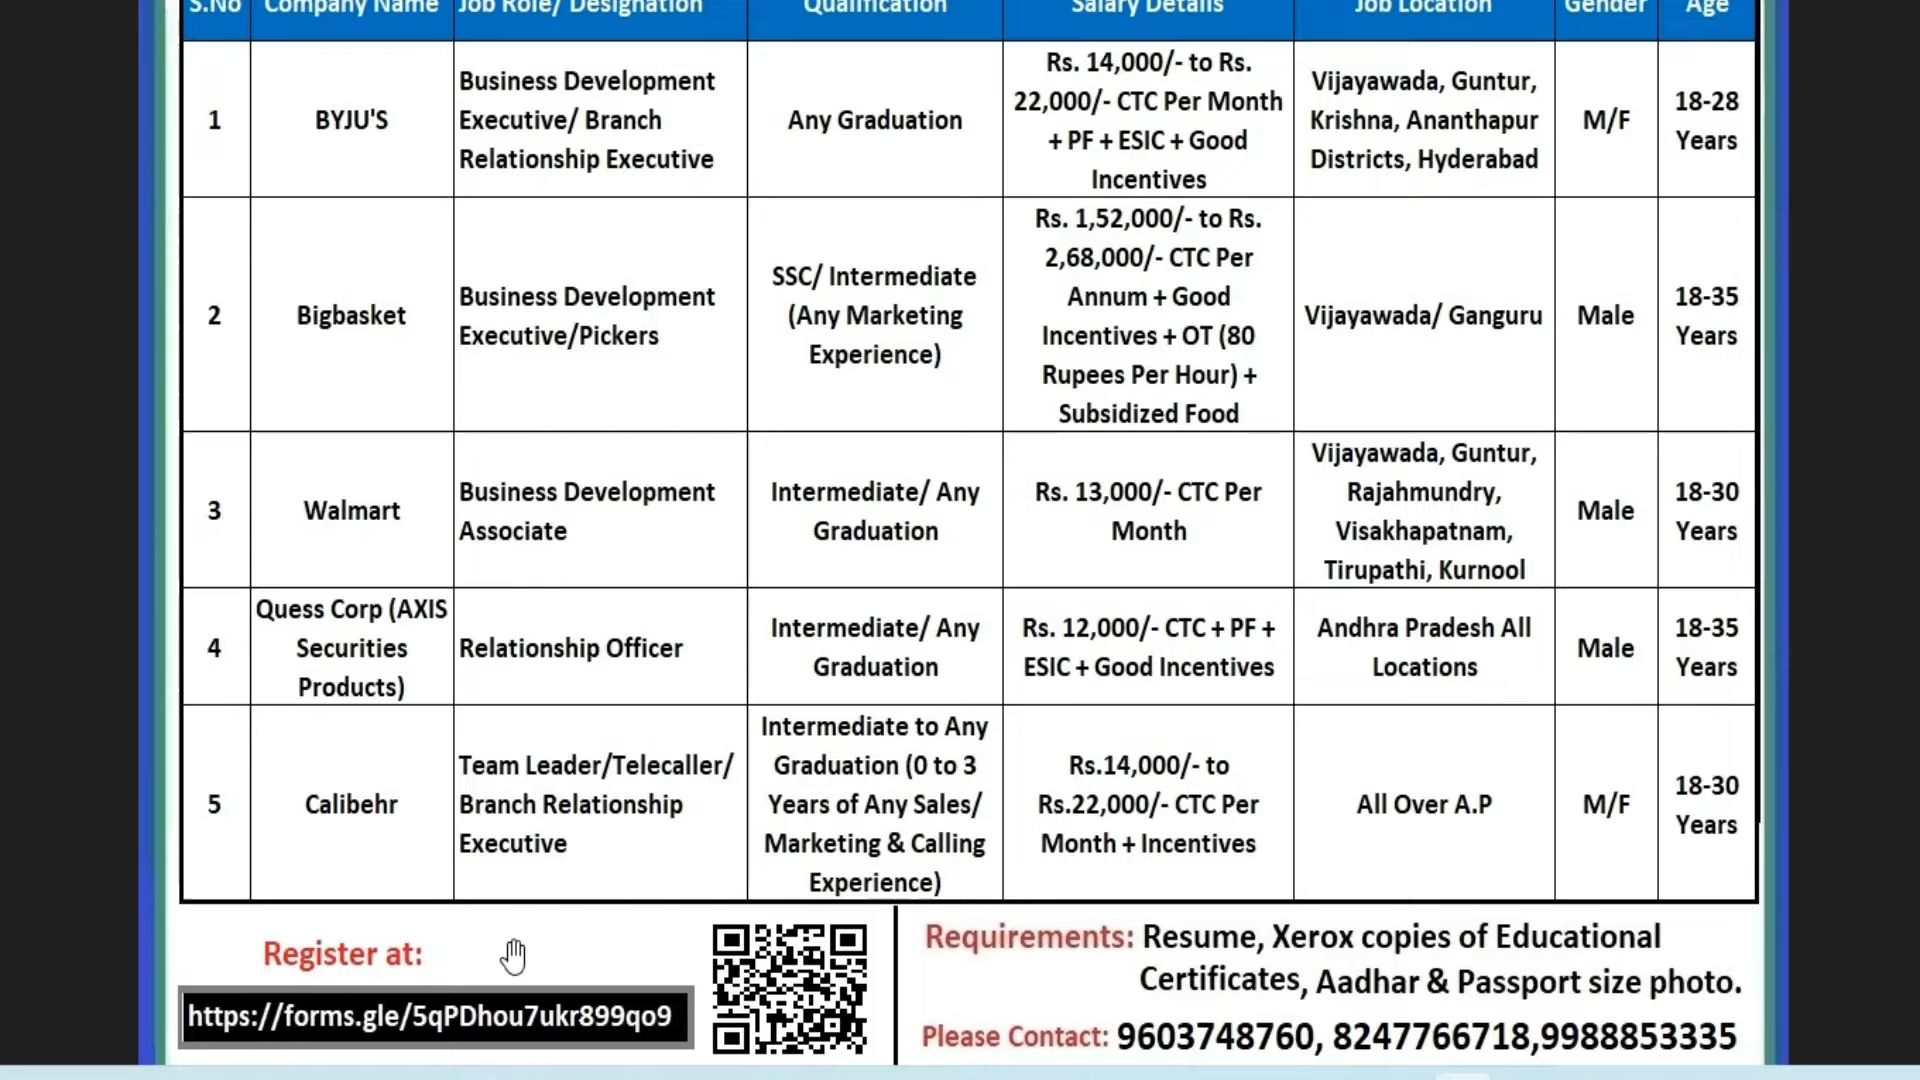 S.No Company Name Job Role/ Designation Qualification Salary Details Job Location Gender Age
1
BYJU'S
Business Development
Executive/ Branch
Relationship Executive
Any Graduation
Rs. 14,000/- to Rs.
22,000/- CTC Per Month
+ PF + ESIC + Good
Incentives
Vijayawada, Guntur,
Krishna, Ananthapur
Districts, Hyderabad
M/F
18-28
Years
2
Bigbasket
Business Development
Executive/Pickers
SSC/ Intermediate
(Any Marketing
Experience)
Rs. 1,52,000/- to Rs.
2,68,000/- CTC Per
Annum + Good
Incentives + OT (80
Rupees Per Hour) +
Subsidized Food
Vijayawada/ Ganguru
Male
18-35
Years
3
Walmart
Business Development
Associate
Intermediate/ Any
Graduation
Rs. 13,000/- CTC Per
Month
Vijayawada, Guntur,
Rajahmundry,
Visakhapatnam,
Tirupathi, Kurnool
Male
18-30
Years
4
Quess Corp (AXIS
Securities
Products)
Relationship Officer
Intermediate/ Any
Graduation
Rs. 12,000/- CTC + PF +
ESIC + Good Incentives
Andhra Pradesh All
Locations
Male
18-35
Years
5
Calibehr
Team Leader/Telecaller/
Branch Relationship
Executive
Intermediate to Any
Graduation (0 to 3
Years of Any Sales/
Marketing & Calling
Experience)
Rs.14,000/- to
Rs.22,000/- CTC Per
Month + Incentives
All Over A.P
M/F
18-30
Years
Register at:
https://forms.gle/5qPDhou7ukr899qo9
Requirements: Resume, Xerox copies of Educational
Certificates, Aadhar & Passport size photo.
Please Contact: 9603748760, 8247766718,9988853335